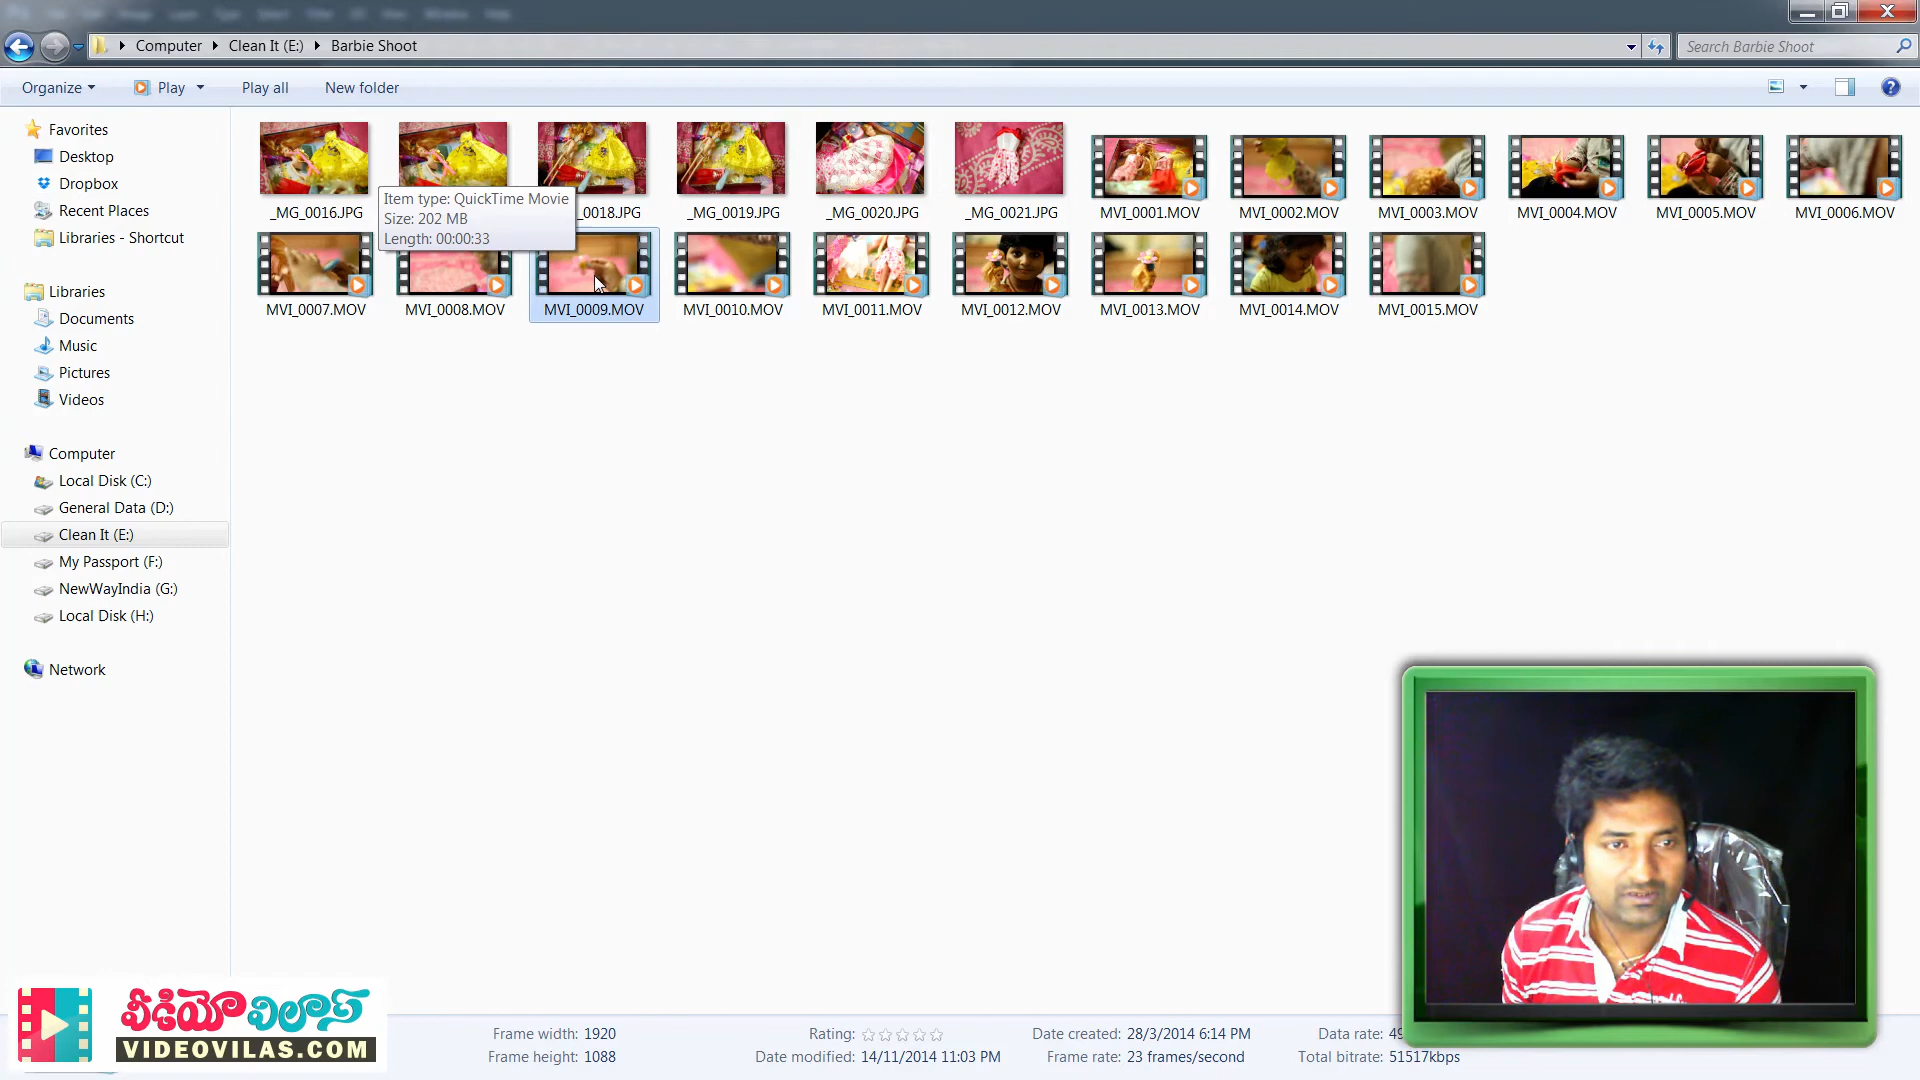 Computer Clean It (E:) Barbie Shoot
Search Barbie Shoot
Organize Play Play all New folder
Favorites
Desktop
Dropbox
Recent Places
Libraries - Shortcut
Libraries
Documents
Music
Pictures
Videos
Computer
Local Disk (C:)
General Data (D:)
Clean It (E:)
My Passport (F:)
NewWayIndia (G:)
Local Disk (H:)
Network
_MG_0016.JPG _0018.JPG _MG_0019.JPG _MG_0020.JPG _MG_0021.JPG MVI_0001.MOV MVI_0002.MOV MVI_0003.MOV MVI_0004.MOV MVI_0005.MOV MVI_0006.MOV
Item type: QuickTime Movie
Size: 202 MB
Length: 00:00:33
MVI_0007.MOV MVI_0008.MOV MVI_0009.MOV MVI_0010.MOV MVI_0011.MOV MVI_0012.MOV MVI_0013.MOV MVI_0014.MOV MVI_0015.MOV
వీడియోవిలాస్
VIDEOVILAS.COM
Frame width: 1920 Rating: Date created: 28/3/2014 6:14 PM Data rate: 49
Frame height: 1088 Date modified: 14/11/2014 11:03 PM Frame rate: 23 frames/second Total bitrate: 51517kbps